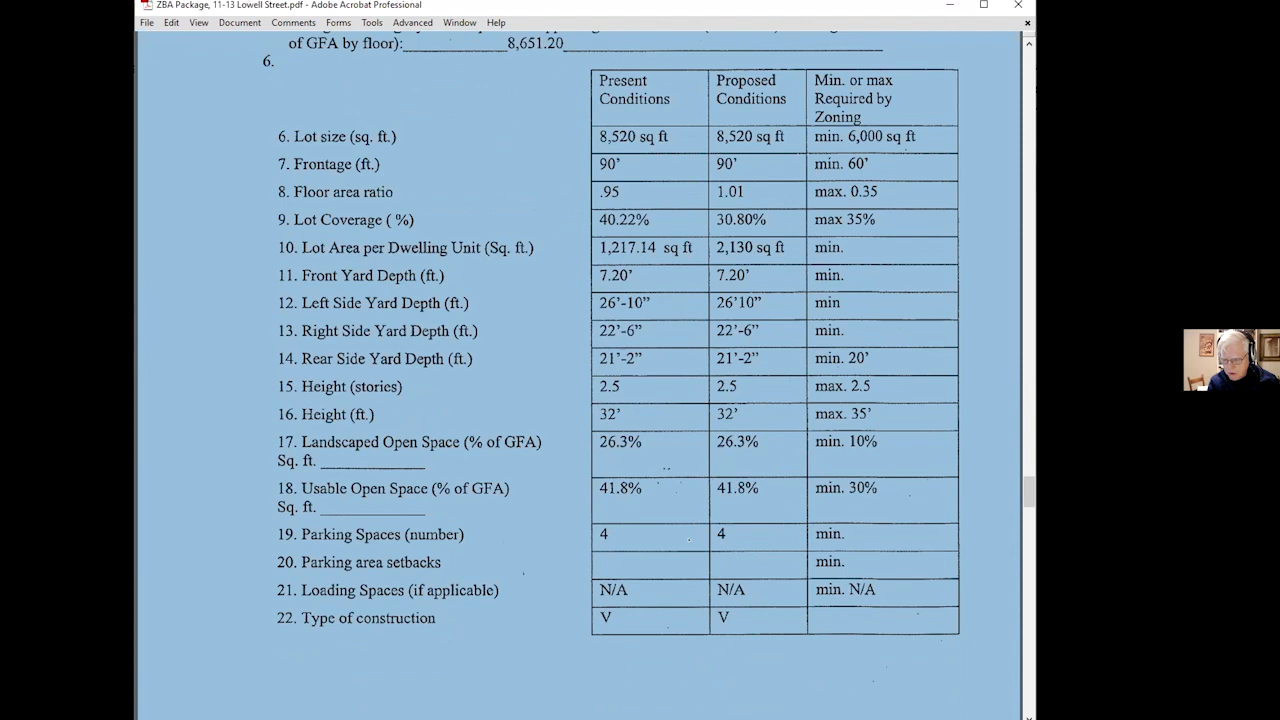 ZBA Package, 11-13 Lowell Street.pdf - Adobe Acrobat Professional
File Edit View Document Comments Forms Tools Advanced Window Help
of GFA by floor):____________8,651.20____________________________________
6.
Present Conditions Proposed Conditions Min. or max Required by Zoning
6. Lot size (sq. ft.) 8,520 sq ft 8,520 sq ft min. 6,000 sq ft
7. Frontage (ft.) 90’ 90’ min. 60’
8. Floor area ratio .95 1.01 max. 0.35
9. Lot Coverage ( %) 40.22% 30.80% max 35%
10. Lot Area per Dwelling Unit (Sq. ft.) 1,217.14 sq ft 2,130 sq ft min.
11. Front Yard Depth (ft.) 7.20’ 7.20’ min.
12. Left Side Yard Depth (ft.) 26’-10” 26’10” min
13. Right Side Yard Depth (ft.) 22’-6” 22’-6” min.
14. Rear Side Yard Depth (ft.) 21’-2” 21’-2” min. 20’
15. Height (stories) 2.5 2.5 max. 2.5
16. Height (ft.) 32’ 32’ max. 35’
17. Landscaped Open Space (% of GFA) 26.3% 26.3% min. 10%
Sq. ft. ______________
18. Usable Open Space (% of GFA) 41.8% 41.8% min. 30%
Sq. ft. ______________
19. Parking Spaces (number) 4 4 min.
20. Parking area setbacks min.
21. Loading Spaces (if applicable) N/A N/A min. N/A
22. Type of construction V V